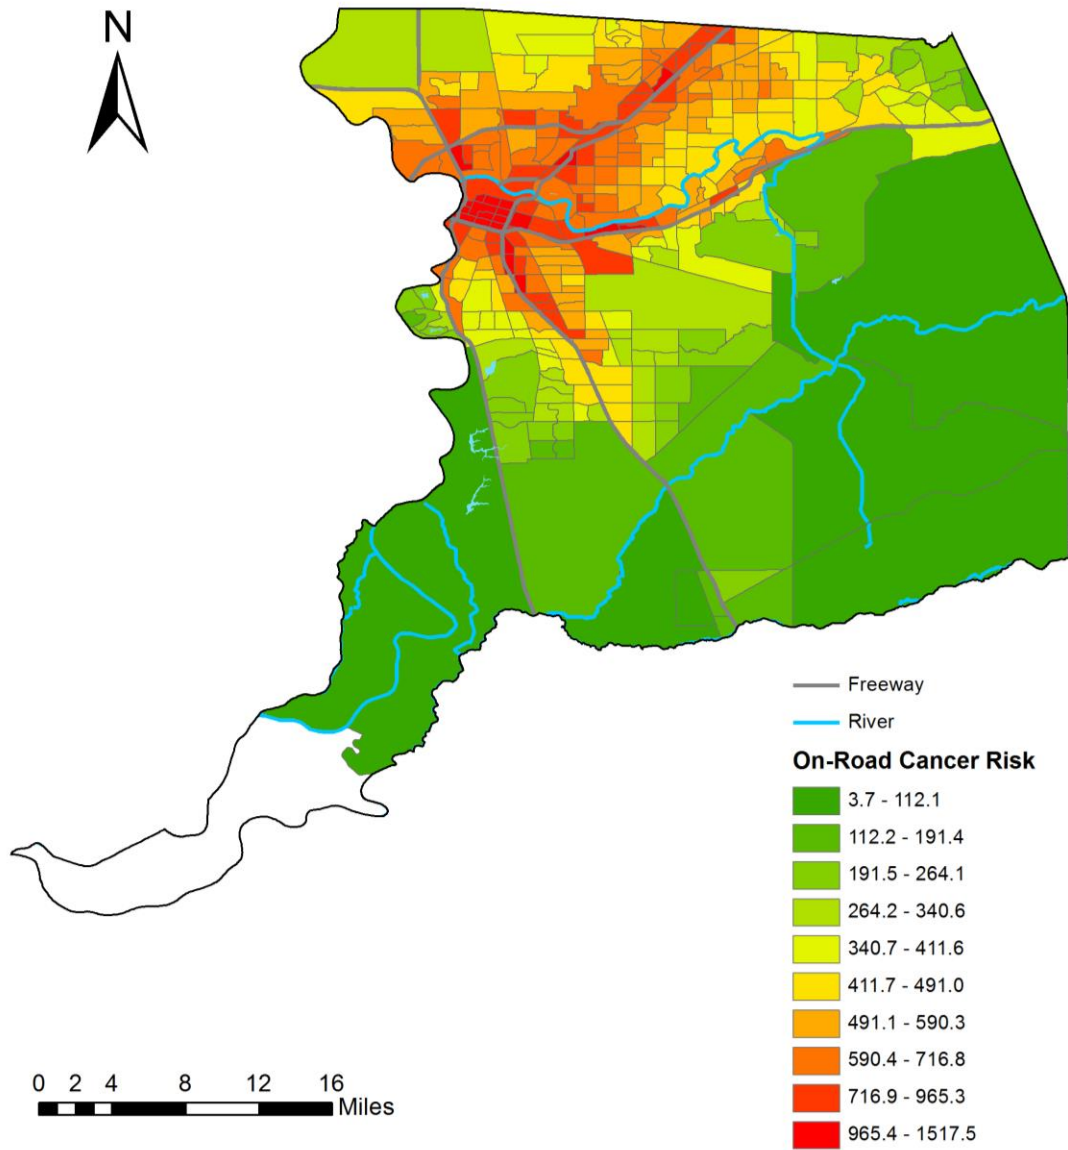 N
Freeway
River
On-Road Cancer Risk
3.7 - 112.1
112.2 - 191.4
191.5 - 264.1
264.2 - 340.6
340.7 - 411.6
411.7 - 491.0
491.1 - 590.3
590.4 - 716.8
716.9 - 965.3
965.4 - 1517.5
0 2 4 8 12 16
Miles